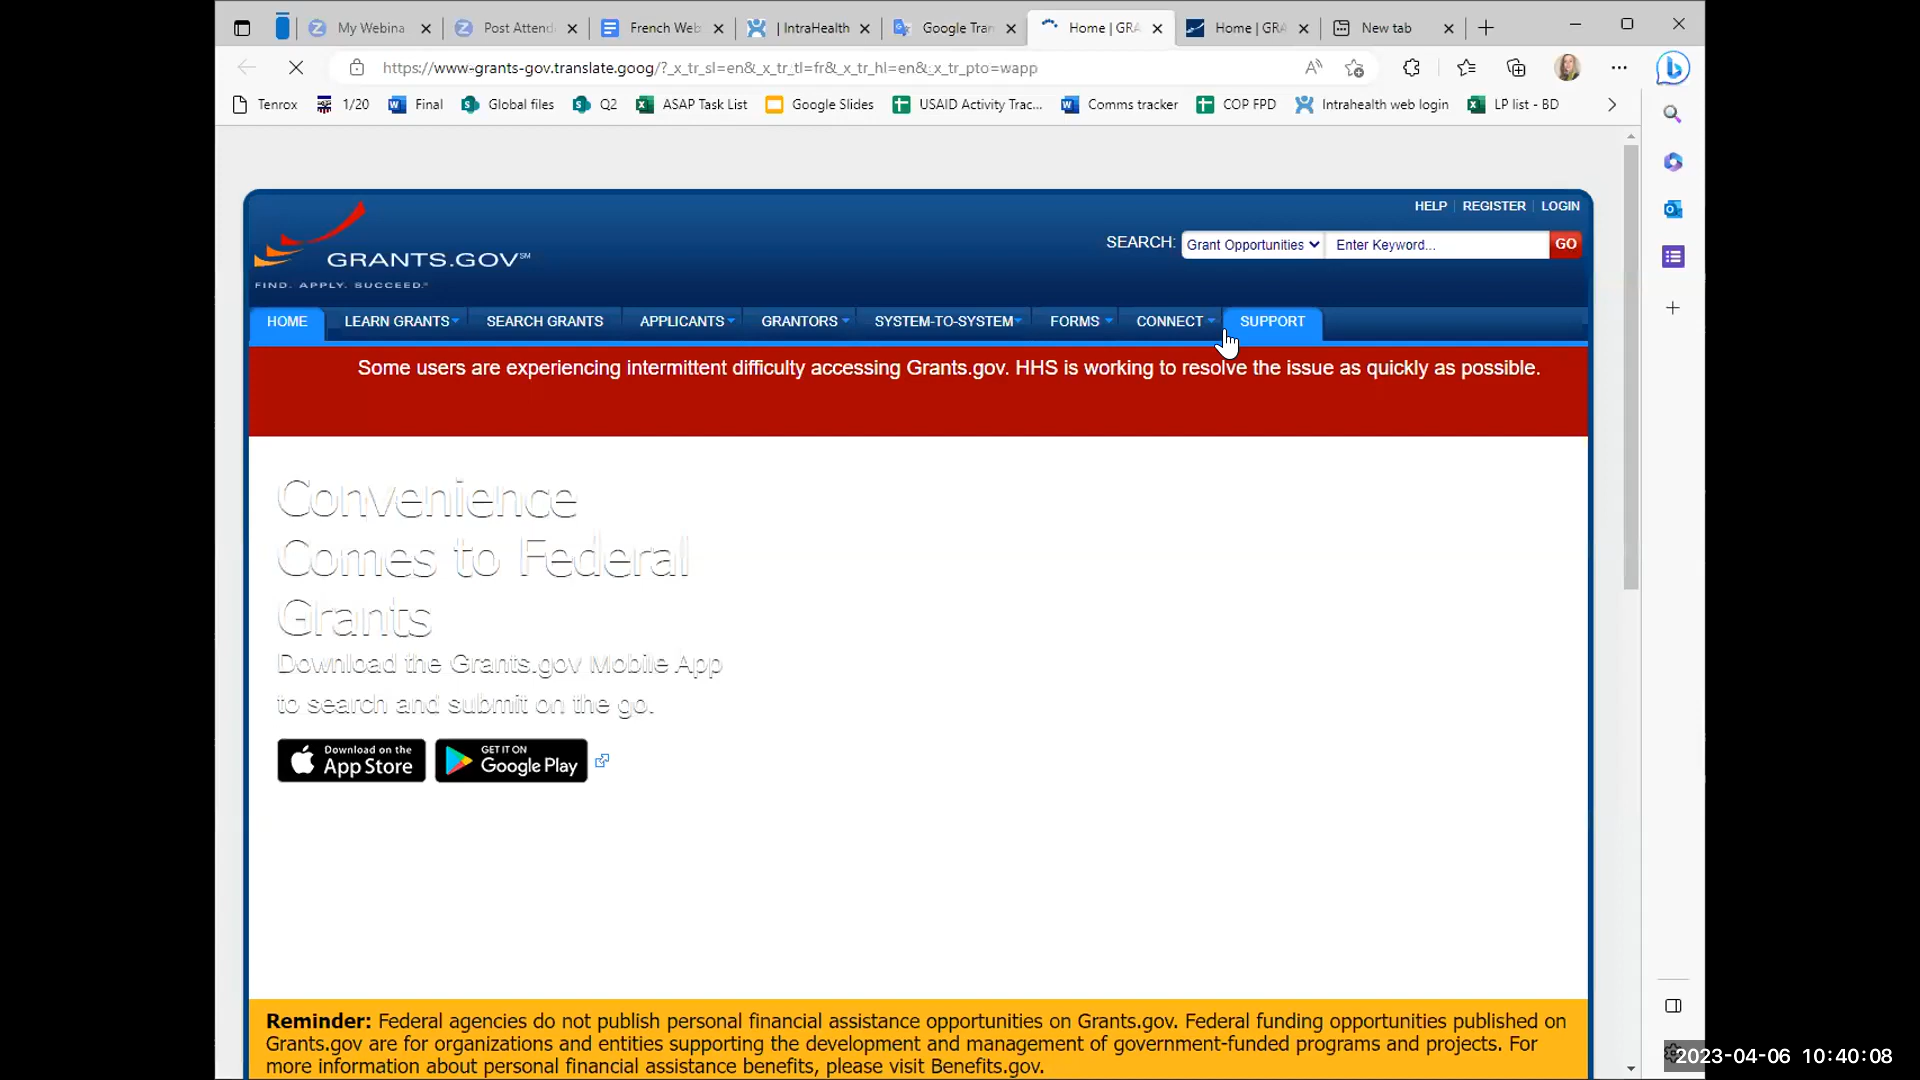 My Webina
Post Attend
French Web
| IntraHealth
Google Tran
Home | GRA
Home | GRA
New tab
https://www-grants-gov.translate.goog/?_x_tr_sl=en&_x_tr_tl=fr&_x_tr_hl=en&_x_tr_pto=wapp
Tenrox
1/20
Final
Global files
Q2
ASAP Task List
Google Slides
USAID Activity Trac...
Comms tracker
COP FPD
Intrahealth web login
LP list - BD
HELP | REGISTER | LOGIN
SEARCH: Grant Opportunities Enter Keyword... GO
GRANTS.GOV℠
FIND. APPLY. SUCCEED.
HOME
LEARN GRANTS
SEARCH GRANTS
APPLICANTS
GRANTORS
SYSTEM-TO-SYSTEM
FORMS
CONNECT
SUPPORT
Some users are experiencing intermittent difficulty accessing Grants.gov. HHS is working to resolve the issue as quickly as possible.
Convenience
Comes to Federal
Grants
Download the Grants.gov Mobile App
to search and submit on the go.
Download on the
App Store
GET IT ON
Google Play
Reminder: Federal agencies do not publish personal financial assistance opportunities on Grants.gov. Federal funding opportunities published on
Grants.gov are for organizations and entities supporting the development and management of government-funded programs and projects. For
more information about personal financial assistance benefits, please visit Benefits.gov.
2023-04-06 10:40:08